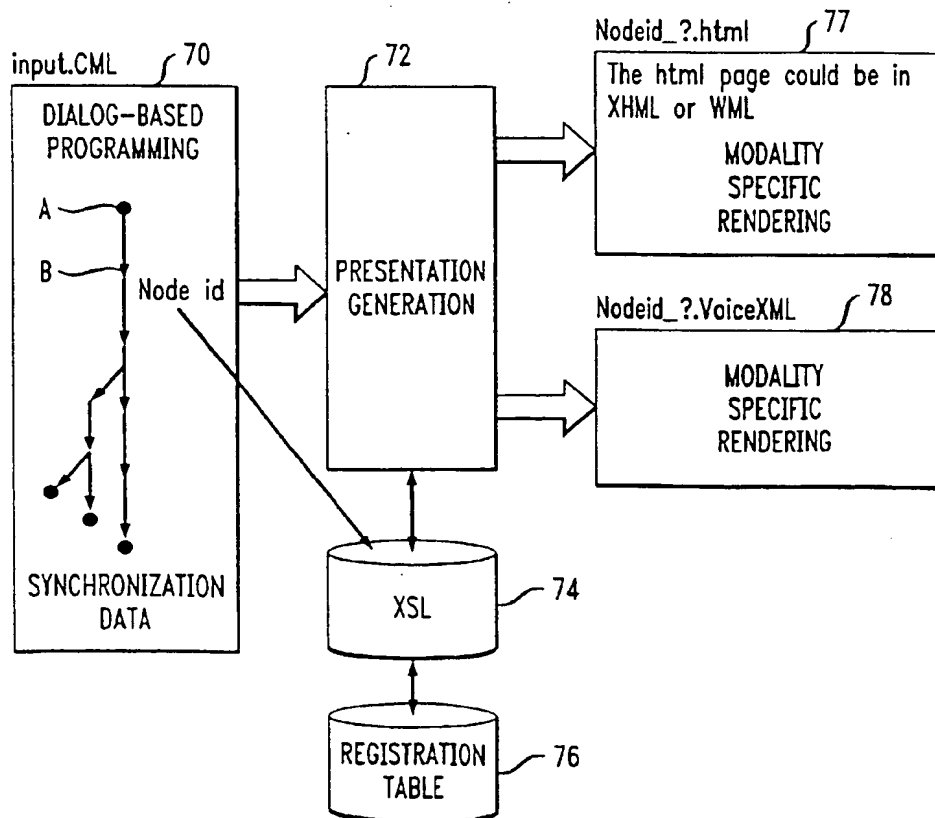 input.CML
70
DIALOG-BASED
PROGRAMMING
A
B
Node id
SYNCHRONIZATION
DATA
72
PRESENTATION
GENERATION
Nodeid_?.html
77
The html page could be in
XHML or WML
MODALITY
SPECIFIC
RENDERING
Nodeid_?.VoiceXML
78
MODALITY
SPECIFIC
RENDERING
XSL
74
REGISTRATION
TABLE
76